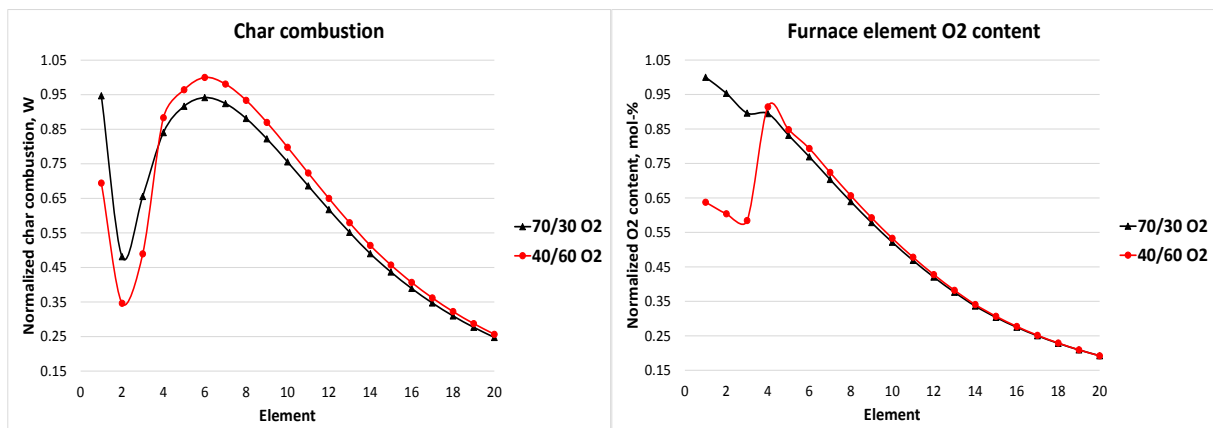 Char combustion
Normalized char combustion, W
1.05
0.95
0.85
0.75
0.65
0.55
0.45
0.35
0.25
0.15
0 2 4 6 8 10 12 14 16 18 20
Element
70/30 O2
40/60 O2
Furnace element O2 content
Normalized O2 content, mol-%
1.05
0.95
0.85
0.75
0.65
0.55
0.45
0.35
0.25
0.15
0 2 4 6 8 10 12 14 16 18 20
Element
70/30 O2
40/60 O2